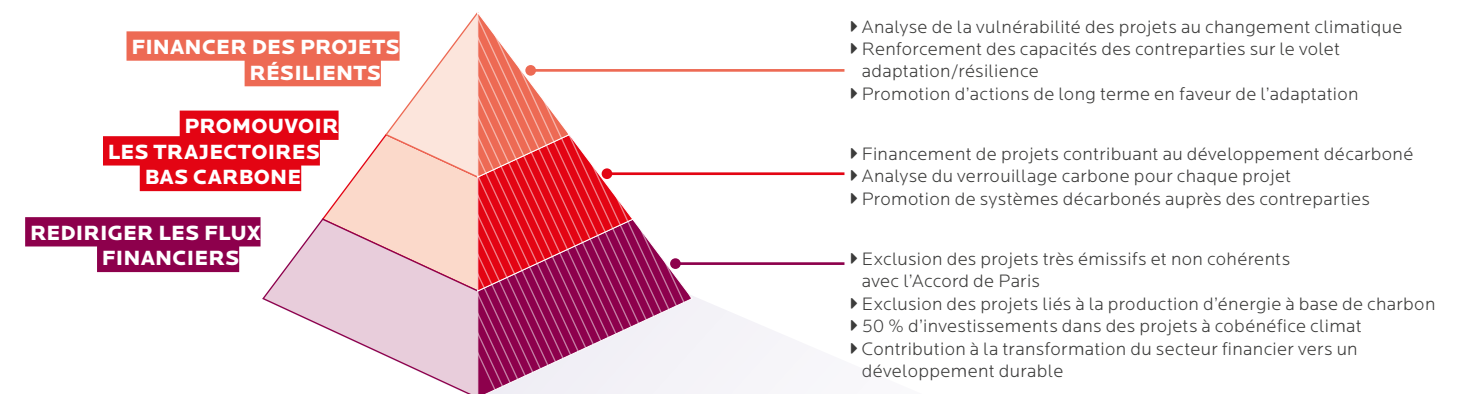 FINANCER DES PROJETS
RÉSILIENTS
▶ Analyse de la vulnérabilité des projets au changement climatique
▶ Renforcement des capacités des contreparties sur le volet
adaptation/résilience
▶ Promotion d’actions de long terme en faveur de l’adaptation
PROMOUVOIR
LES TRAJECTOIRES
BAS CARBONE
▶ Financement de projets contribuant au développement décarboné
▶ Analyse du verrouillage carbone pour chaque projet
▶ Promotion de systèmes décarbonés auprès des contreparties
REDIRIGER LES FLUX
FINANCIERS
▶ Exclusion des projets très émissifs et non cohérents
avec l’Accord de Paris
▶ Exclusion des projets liés à la production d’énergie à base de charbon
▶ 50 % d’investissements dans des projets à cobénéfice climat
▶ Contribution à la transformation du secteur financier vers un
développement durable